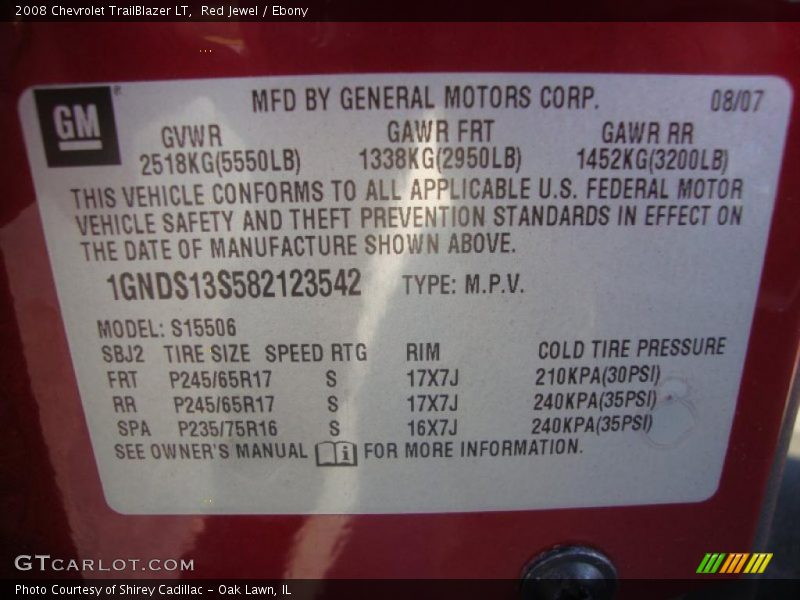 2008 Chevrolet TrailBlazer LT,  Red Jewel / Ebony
GM
®
MFD BY GENERAL MOTORS CORP.
08/07
GVWR GAWR FRT GAWR RR
2518KG(5550LB) 1338KG(2950LB) 1452KG(3200LB)
THIS VEHICLE CONFORMS TO ALL APPLICABLE U.S. FEDERAL MOTOR
VEHICLE SAFETY AND THEFT PREVENTION STANDARDS IN EFFECT ON
THE DATE OF MANUFACTURE SHOWN ABOVE.
1GNDS13S582123542 TYPE: M.P.V.
MODEL: S15506
SBJ2 TIRE SIZE SPEED RTG RIM COLD TIRE PRESSURE
FRT P245/65R17 S 17X7J 210KPA(30PSI)
RR P245/65R17 S 17X7J 240KPA(35PSI)
SPA P235/75R16 S 16X7J 240KPA(35PSI)
SEE OWNER'S MANUAL i FOR MORE INFORMATION.
GTCARLOT.COM
Photo Courtesy of Shirey Cadillac - Oak Lawn, IL